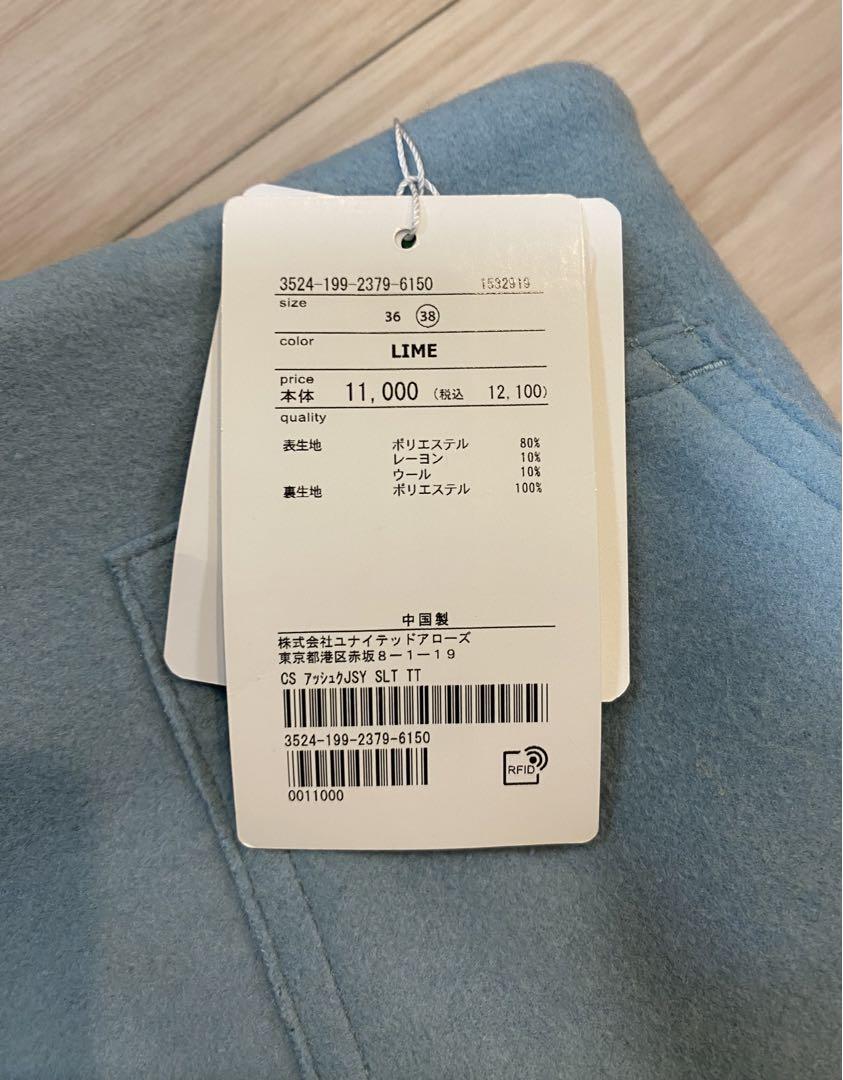 3524-199-2379-6150 1532919
size
36 38
color
LIME
price
本体 11,000 (税込 12,100)
quality
表生地 ポリエステル 80%
レーヨン 10%
ウール 10%
裏生地 ポリエステル 100%
中国製
株式会社ユナイテッドアローズ
東京都港区赤坂8-1-19
CS アッシュクJSY SLT TT
3524-199-2379-6150
0011000
RFID